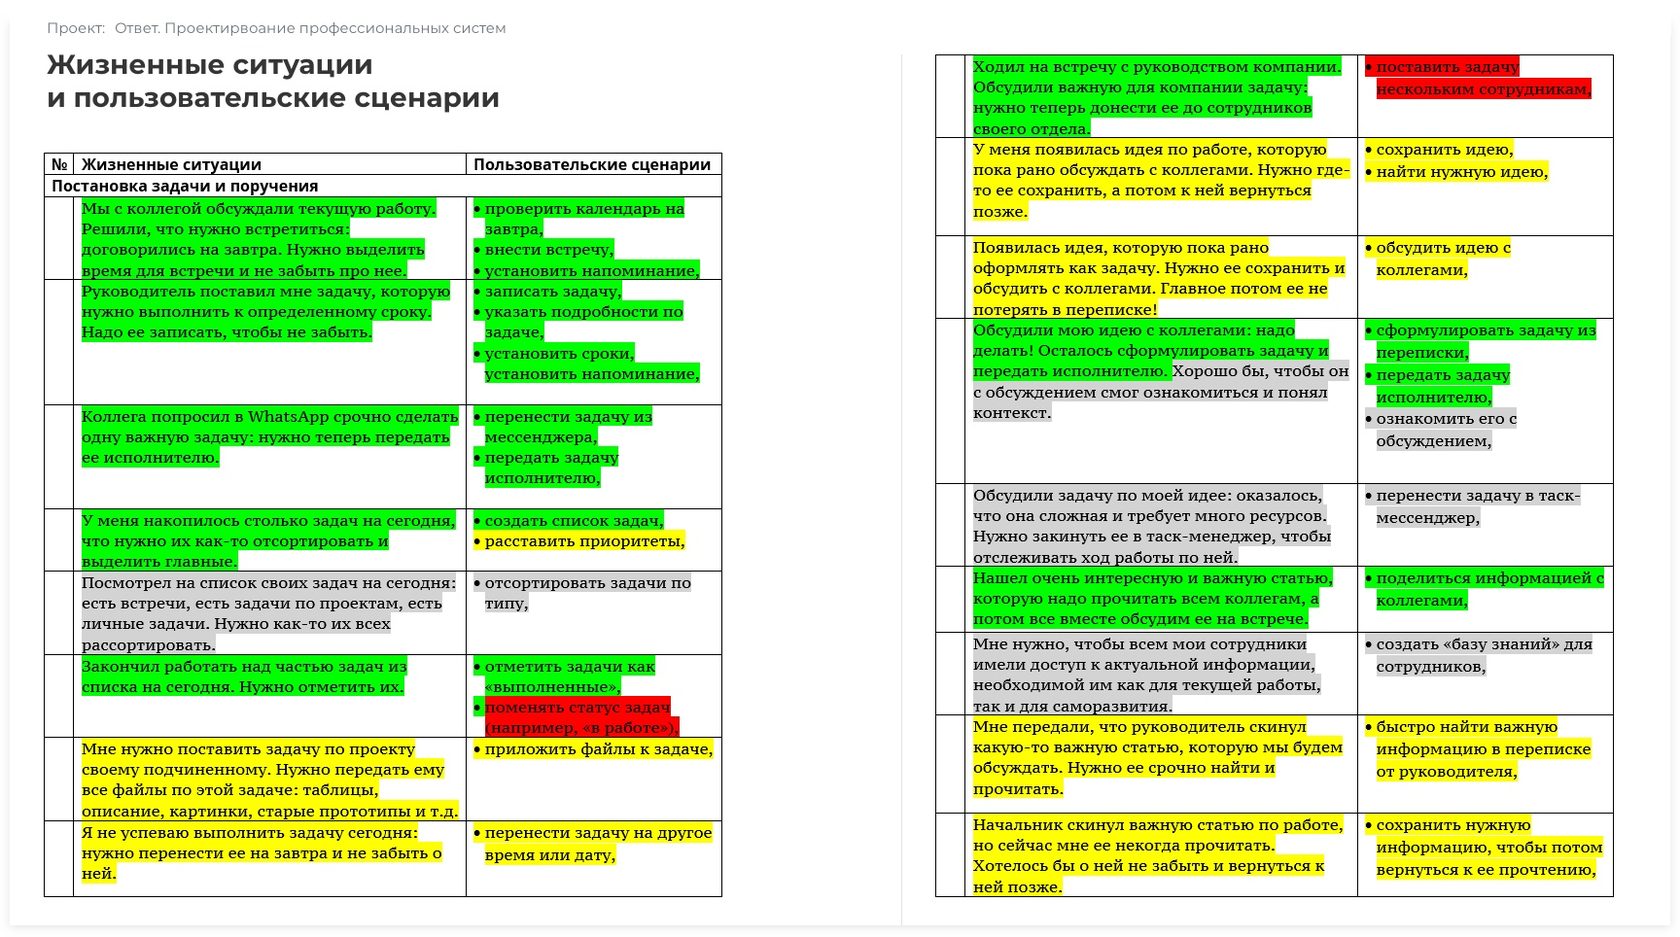 Проект: Ответ. Проектирвоание профессиональных систем
Жизненные ситуации
и пользовательские сценарии
№ Жизненные ситуации Пользовательские сценарии
Постановка задачи и поручения
Мы с коллегой обсуждали текущую работу.
Решили, что нужно встретиться:
договорились на завтра. Нужно выделить
время для встречи и не забыть про нее.
• проверить календарь на
завтра,
• внести встречу,
• установить напоминание,
Руководитель поставил мне задачу, которую
нужно выполнить к определенному сроку.
Надо ее записать, чтобы не забыть.
• записать задачу,
• указать подробности по
задаче,
• установить сроки,
установить напоминание,
Коллега попросил в WhatsApp срочно сделать
одну важную задачу: нужно теперь передать
ее исполнителю.
• перенести задачу из
мессенджера,
• передать задачу
исполнителю,
У меня накопилось столько задач на сегодня,
что нужно их как-то отсортировать и
выделить главные.
• создать список задач,
• расставить приоритеты,
Посмотрел на список своих задач на сегодня:
есть встречи, есть задачи по проектам, есть
личные задачи. Нужно как-то их всех
рассортировать.
• отсортировать задачи по
типу,
Закончил работать над частью задач из
списка на сегодня. Нужно отметить их.
• отметить задачи как
«выполненные»,
• поменять статус задач
(например, «в работе»),
Мне нужно поставить задачу по проекту
своему подчиненному. Нужно передать ему
все файлы по этой задаче: таблицы,
описание, картинки, старые прототипы и т.д.
• приложить файлы к задаче,
Я не успеваю выполнить задачу сегодня:
нужно перенести ее на завтра и не забыть о
ней.
• перенести задачу на другое
время или дату,
Ходил на встречу с руководством компании.
Обсудили важную для компании задачу:
нужно теперь донести ее до сотрудников
своего отдела.
• поставить задачу
нескольким сотрудникам,
У меня появилась идея по работе, которую
пока рано обсуждать с коллегами. Нужно где-
то ее сохранить, а потом к ней вернуться
позже.
• сохранить идею,
• найти нужную идею,
Появилась идея, которую пока рано
оформлять как задачу. Нужно ее сохранить и
обсудить с коллегами. Главное потом ее не
потерять в переписке!
• обсудить идею с
коллегами,
Обсудили мою идею с коллегами: надо
делать! Осталось сформулировать задачу и
передать исполнителю. Хорошо бы, чтобы он
с обсуждением смог ознакомиться и понял
контекст.
• сформулировать задачу из
переписки,
• передать задачу
исполнителю,
• ознакомить его с
обсуждением,
Обсудили задачу по моей идее: оказалось,
что она сложная и требует много ресурсов.
Нужно закинуть ее в таск-менеджер, чтобы
отслеживать ход работы по ней.
• перенести задачу в таск-
мессенджер,
Нашел очень интересную и важную статью,
которую надо прочитать всем коллегам, а
потом все вместе обсудим ее на встрече.
• поделиться информацией с
коллегами,
Мне нужно, чтобы всем мои сотрудники
имели доступ к актуальной информации,
необходимой им как для текущей работы,
так и для саморазвития.
• создать «базу знаний» для
сотрудников,
Мне передали, что руководитель скинул
какую-то важную статью, которую мы будем
обсуждать. Нужно ее срочно найти и
прочитать.
• быстро найти важную
информацию в переписке
от руководителя,
Начальник скинул важную статью по работе,
но сейчас мне ее некогда прочитать.
Хотелось бы о ней не забыть и вернуться к
ней позже.
• сохранить нужную
информацию, чтобы потом
вернуться к ее прочтению,